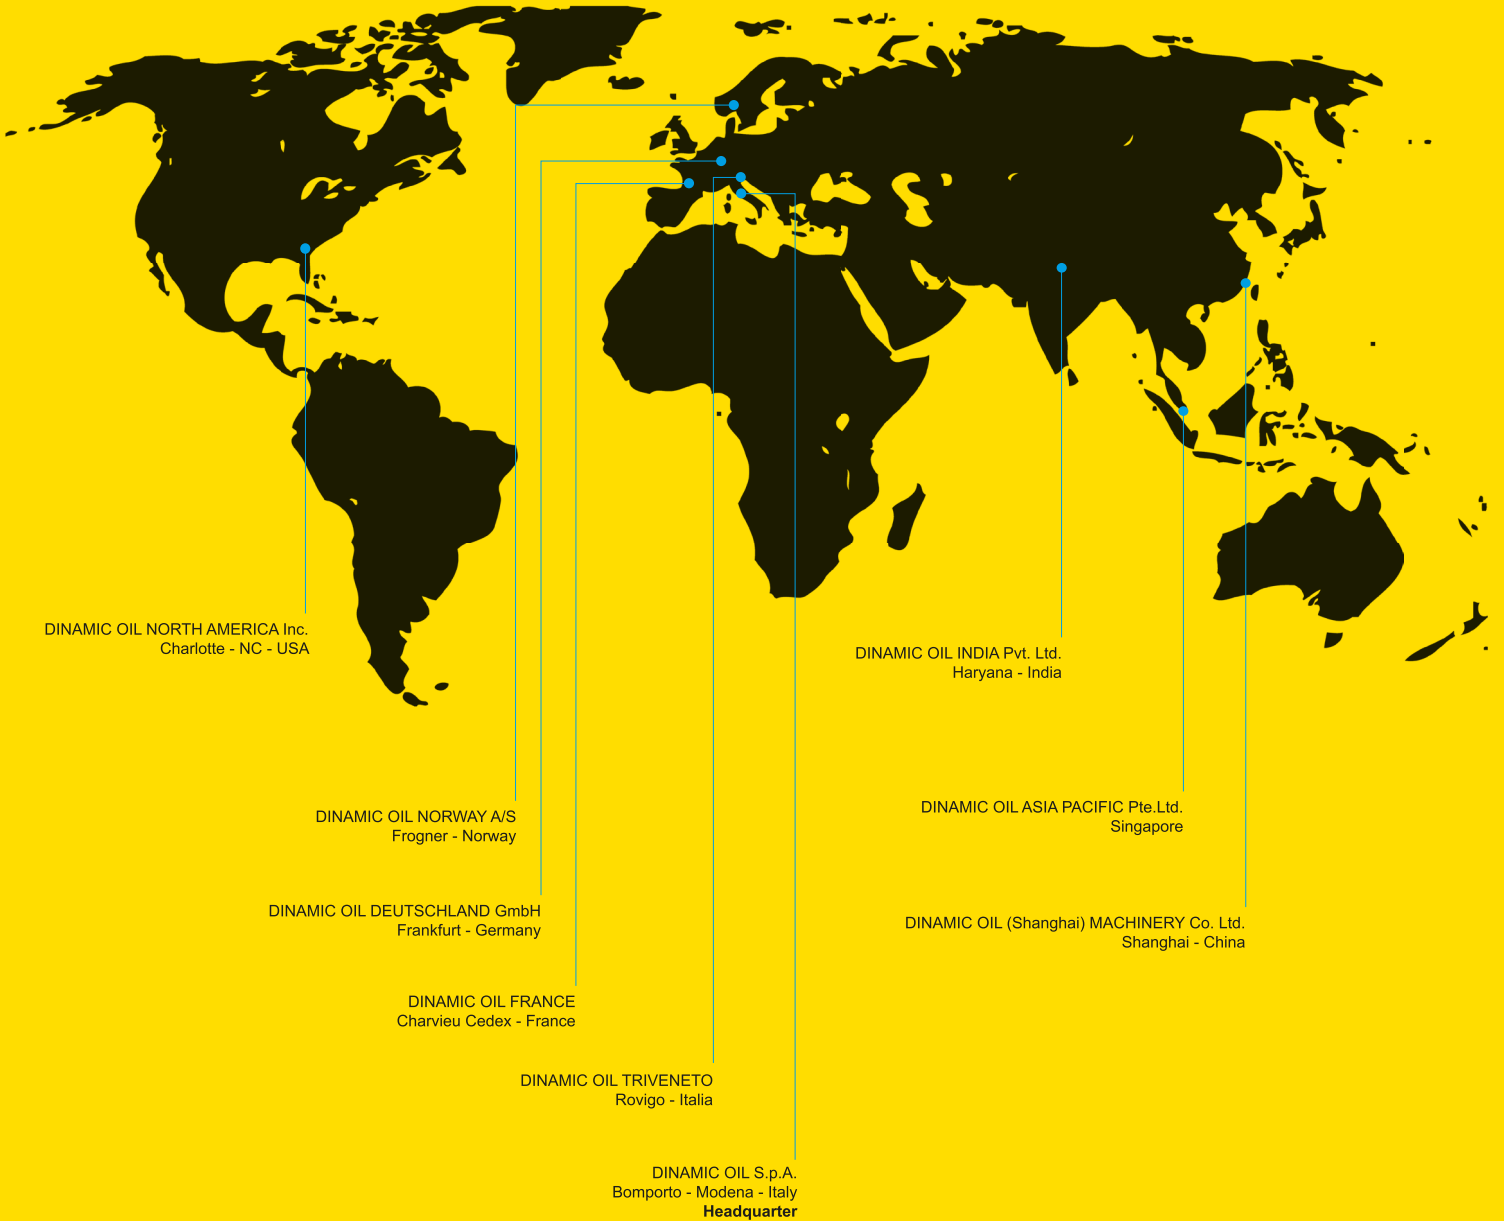 DINAMIC OIL NORTH AMERICA Inc.
Charlotte - NC - USA
DINAMIC OIL INDIA Pvt. Ltd.
Haryana - India
DINAMIC OIL NORWAY A/S
Frogner - Norway
DINAMIC OIL ASIA PACIFIC Pte.Ltd.
Singapore
DINAMIC OIL DEUTSCHLAND GmbH
Frankfurt - Germany
DINAMIC OIL (Shanghai) MACHINERY Co. Ltd.
Shanghai - China
DINAMIC OIL FRANCE
Charvieu Cedex - France
DINAMIC OIL TRIVENETO
Rovigo - Italia
DINAMIC OIL S.p.A.
Bomporto - Modena - Italy
Headquarter